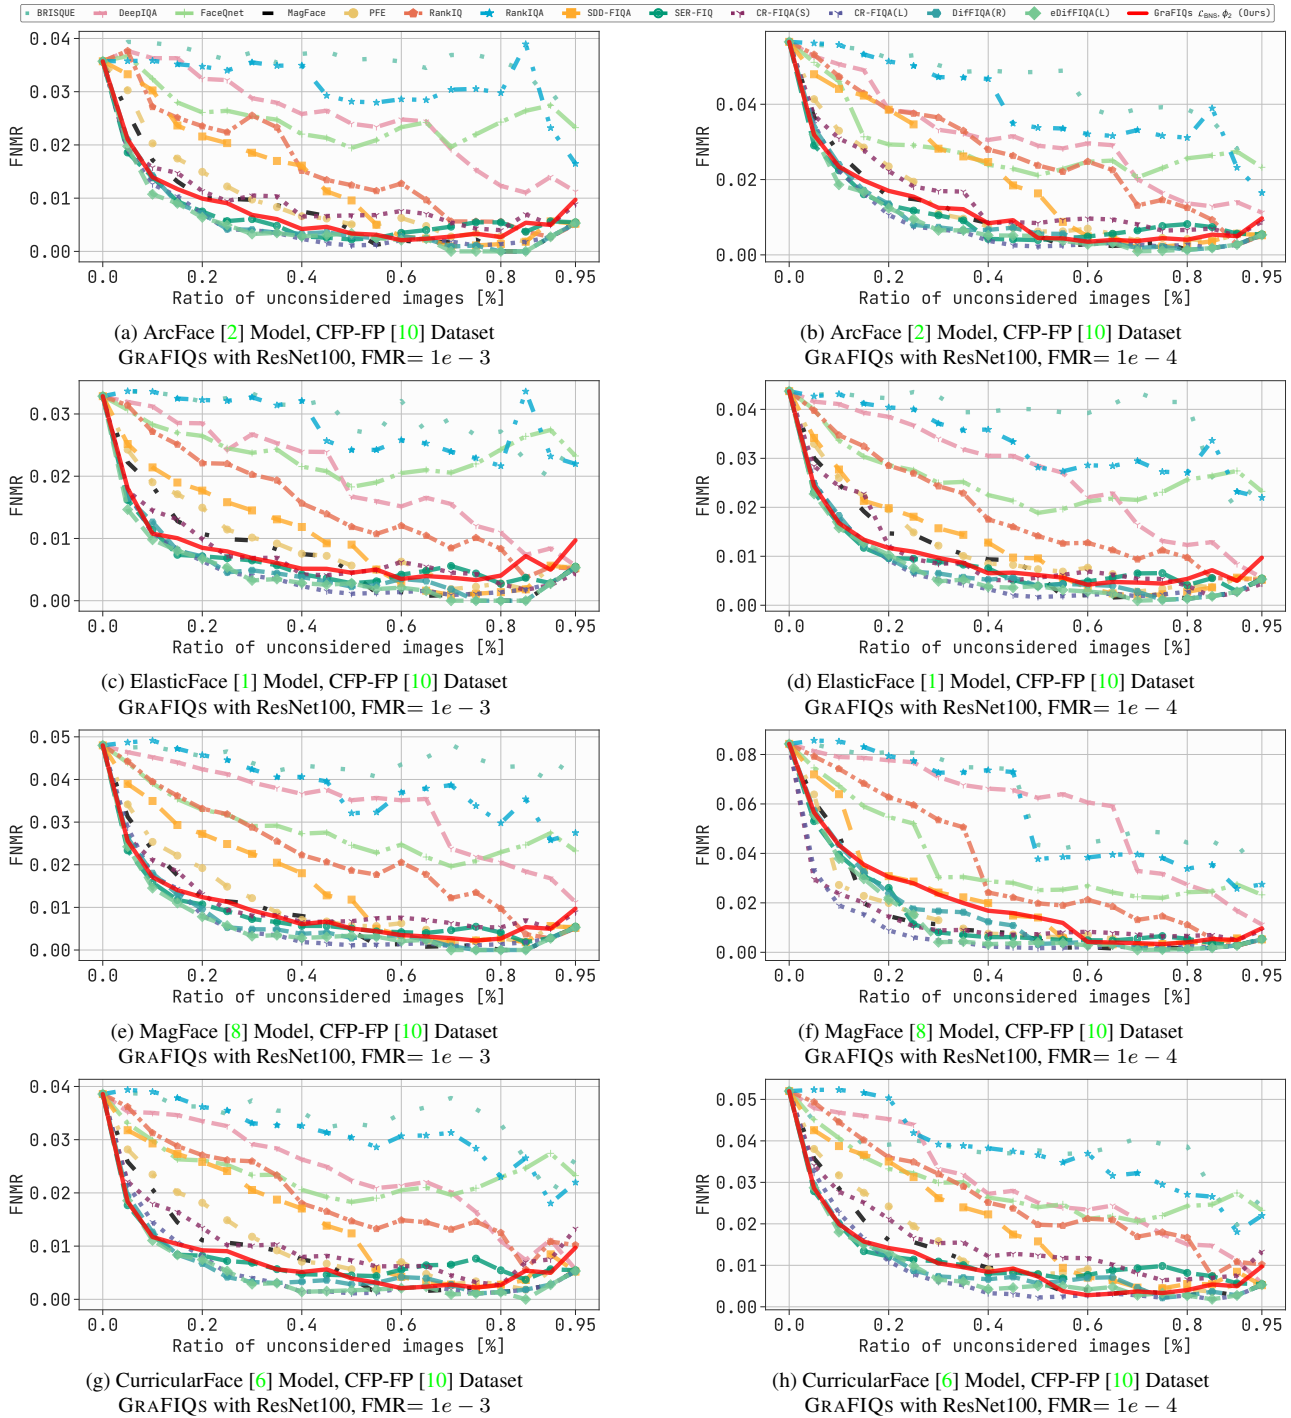 BRISQUE DeepIQA FaceQnet MagFace PFE RankIQ RankIQA SDD-FIQA SER-FIQ CR-FIQA(S) CR-FIQA(L) DifFIQA(R) eDifFIQA(L) GraFIQs ℒBNS, ϕ2 (Ours)
0.04
0.03
0.02
0.01
0.00
FNMR
0.0 0.2 0.4 0.6 0.8 0.95
Ratio of unconsidered images [%]
(a) ArcFace [2] Model, CFP-FP [10] Dataset
GRAFIQS with ResNet100, FMR= 1e − 3
0.04
0.02
0.00
FNMR
0.0 0.2 0.4 0.6 0.8 0.95
Ratio of unconsidered images [%]
(b) ArcFace [2] Model, CFP-FP [10] Dataset
GRAFIQS with ResNet100, FMR= 1e − 4
0.03
0.02
0.01
0.00
FNMR
0.0 0.2 0.4 0.6 0.8 0.95
Ratio of unconsidered images [%]
(c) ElasticFace [1] Model, CFP-FP [10] Dataset
GRAFIQS with ResNet100, FMR= 1e − 3
0.04
0.03
0.02
0.01
0.00
FNMR
0.0 0.2 0.4 0.6 0.8 0.95
Ratio of unconsidered images [%]
(d) ElasticFace [1] Model, CFP-FP [10] Dataset
GRAFIQS with ResNet100, FMR= 1e − 4
0.05
0.04
0.03
0.02
0.01
0.00
FNMR
0.0 0.2 0.4 0.6 0.8 0.95
Ratio of unconsidered images [%]
(e) MagFace [8] Model, CFP-FP [10] Dataset
GRAFIQS with ResNet100, FMR= 1e − 3
0.08
0.06
0.04
0.02
0.00
FNMR
0.0 0.2 0.4 0.6 0.8 0.95
Ratio of unconsidered images [%]
(f) MagFace [8] Model, CFP-FP [10] Dataset
GRAFIQS with ResNet100, FMR= 1e − 4
0.04
0.03
0.02
0.01
0.00
FNMR
0.0 0.2 0.4 0.6 0.8 0.95
Ratio of unconsidered images [%]
(g) CurricularFace [6] Model, CFP-FP [10] Dataset
GRAFIQS with ResNet100, FMR= 1e − 3
0.05
0.04
0.03
0.02
0.01
0.00
FNMR
0.0 0.2 0.4 0.6 0.8 0.95
Ratio of unconsidered images [%]
(h) CurricularFace [6] Model, CFP-FP [10] Dataset
GRAFIQS with ResNet100, FMR= 1e − 4